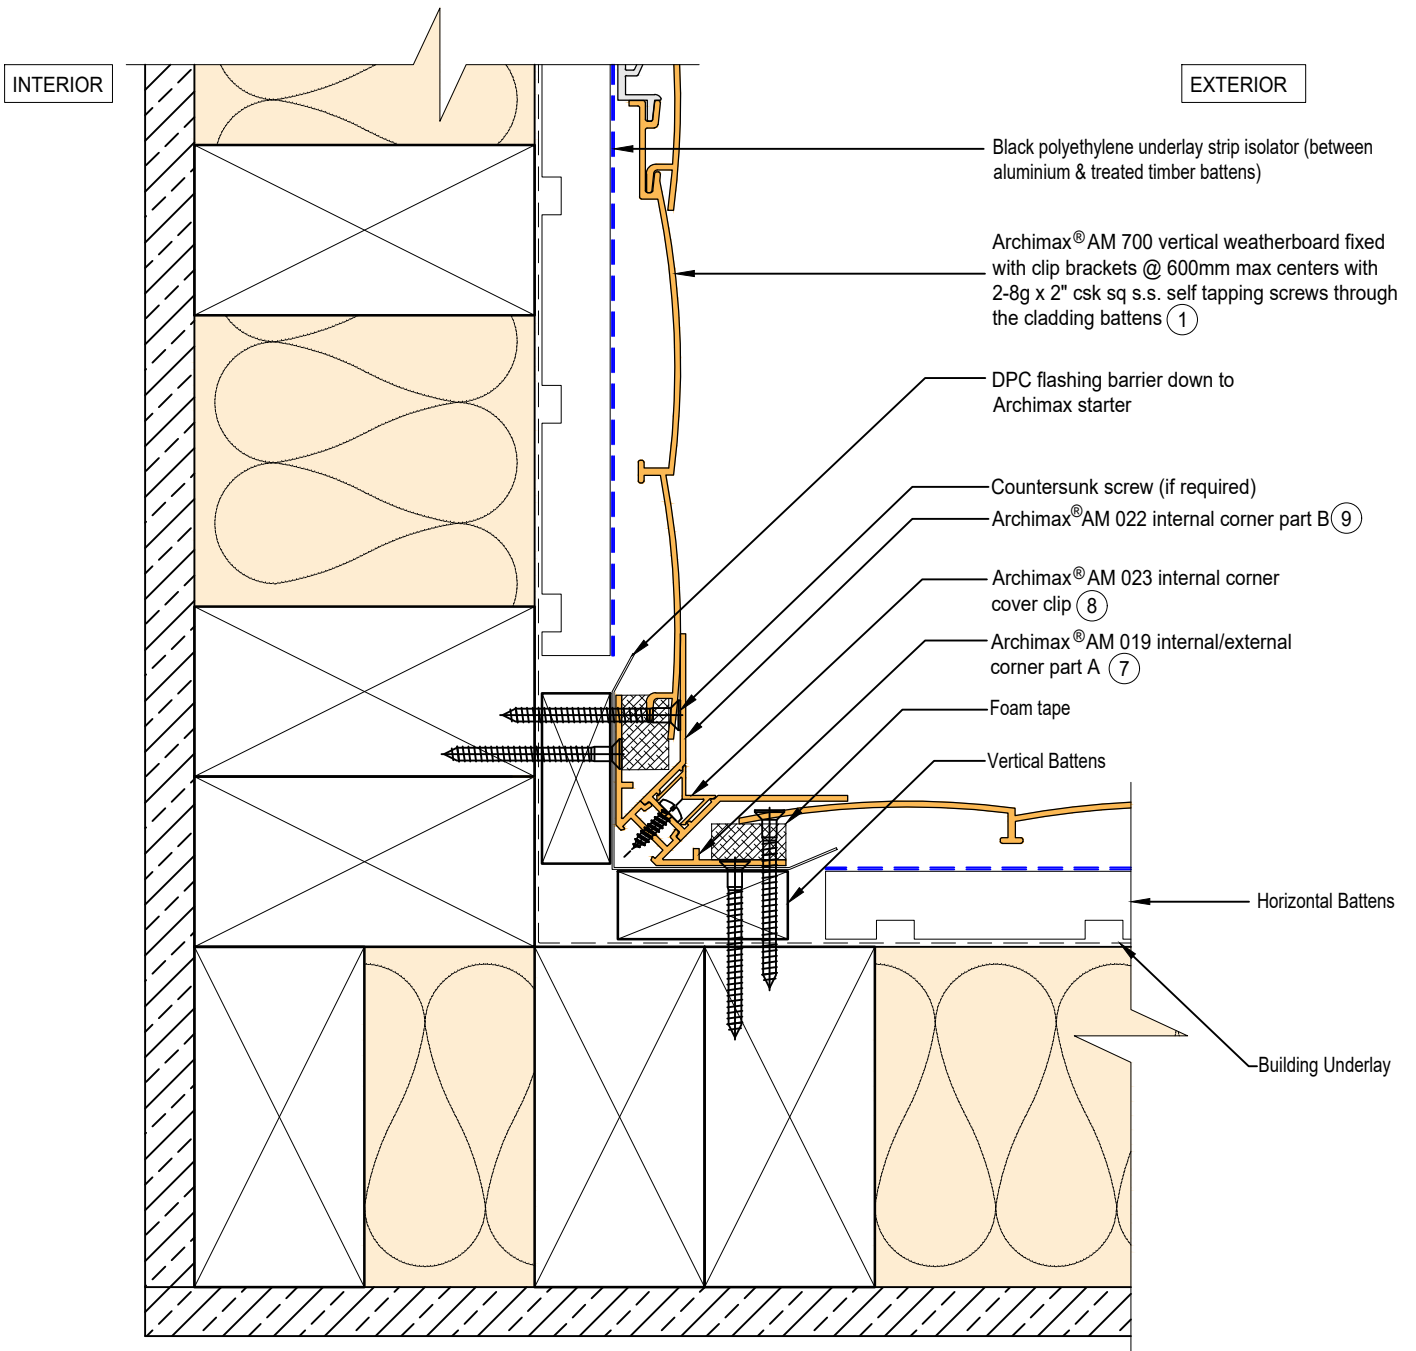 INTERIOR
EXTERIOR
Black polyethylene underlay strip isolator (between
aluminium & treated timber battens)
Archimax® AM 700 vertical weatherboard fixed
with clip brackets @ 600mm max centers with
2-8g x 2" csk sq s.s. self tapping screws through
the cladding battens 1
DPC flashing barrier down to
Archimax starter
Countersunk screw (if required)
Archimax® AM 022 internal corner part B 9
Archimax® AM 023 internal corner
cover clip 8
Archimax® AM 019 internal/external
corner part A 7
Foam tape
Vertical Battens
Horizontal Battens
Building Underlay